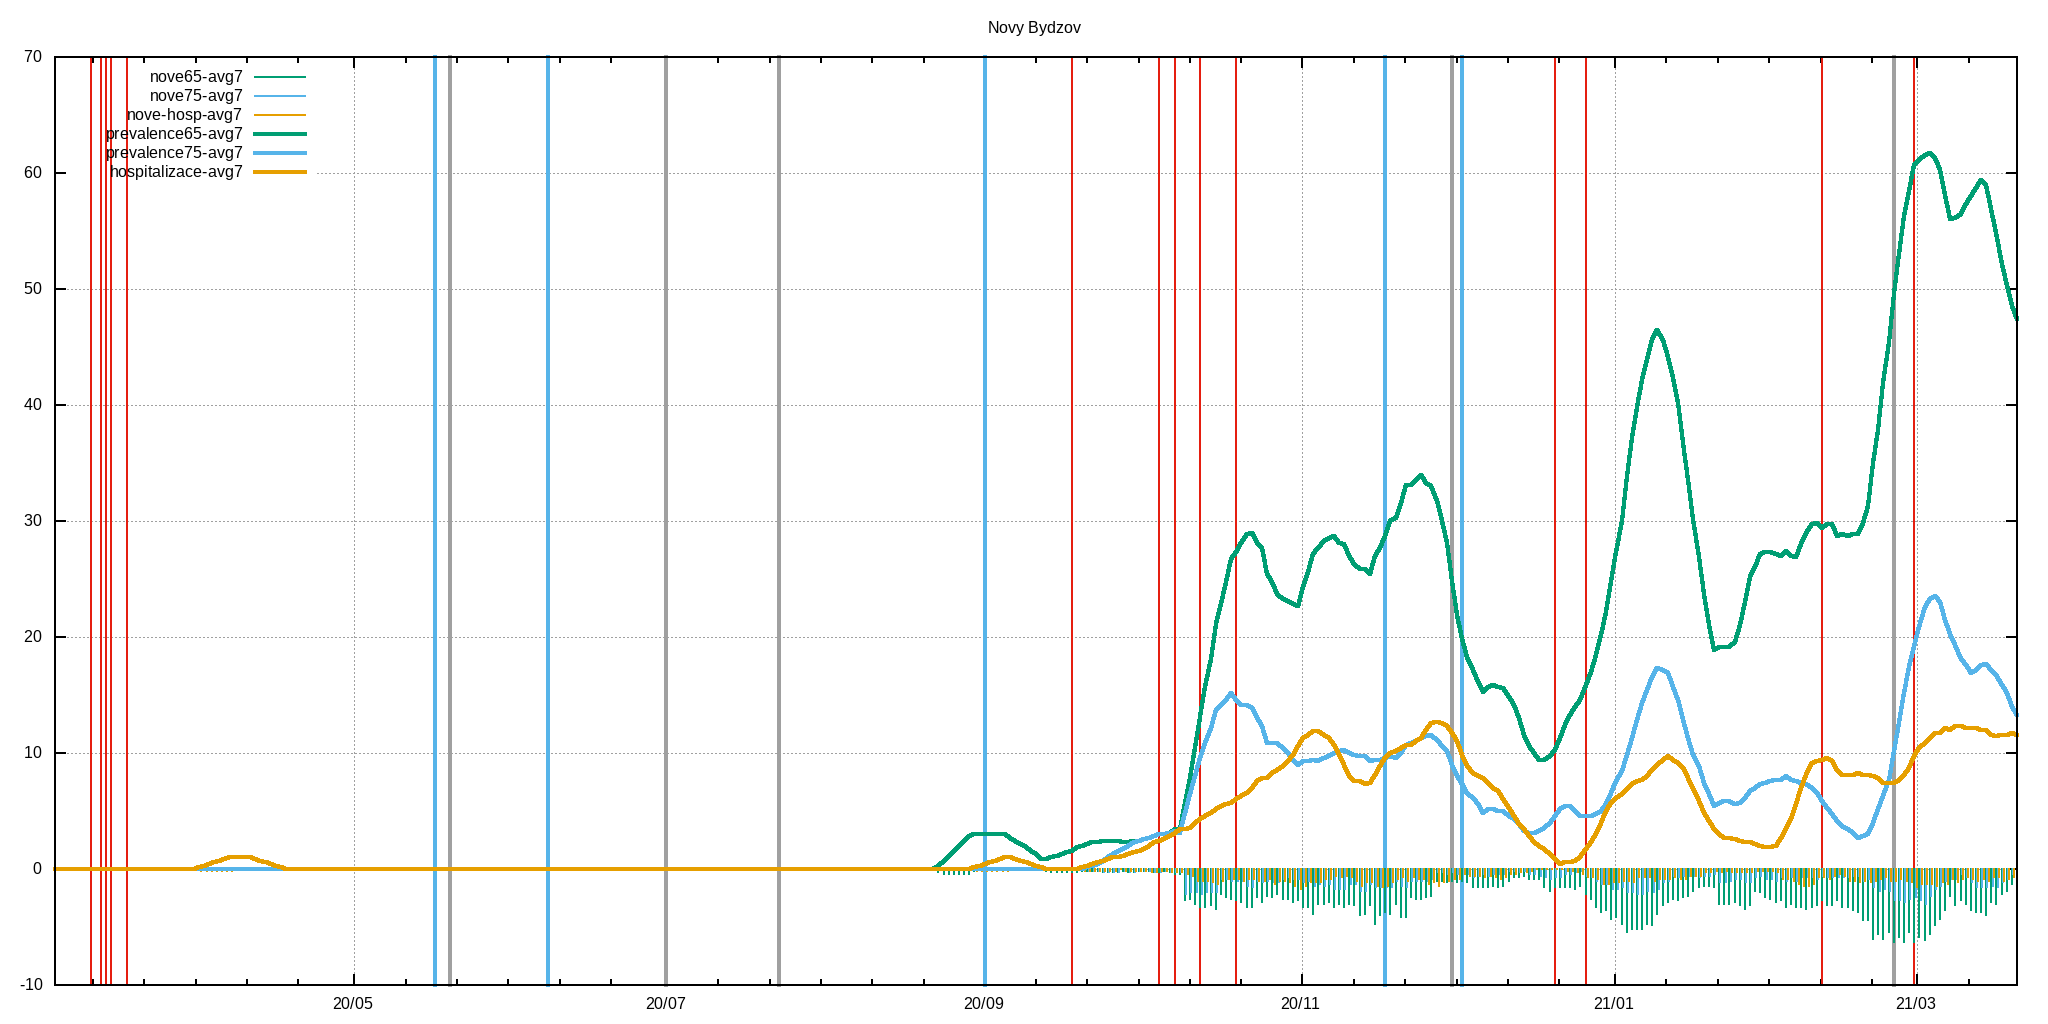 Novy Bydzov
70
60
50
40
30
20
10
0
-10
nove65-avg7
nove75-avg7
nove-hosp-avg7
prevalence65-avg7
prevalence75-avg7
hospitalizace-avg7
20/05 20/07 20/09 20/11 21/01 21/03